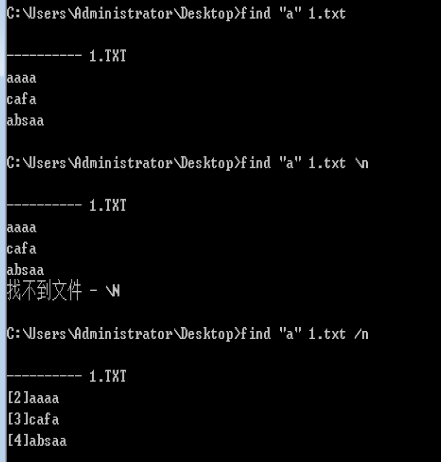 C:\Users\Administrator\Desktop>find "a" 1.txt
---------- 1.TXT
aaaa
cafa
absaa
C:\Users\Administrator\Desktop>find "a" 1.txt \n
---------- 1.TXT
aaaa
cafa
absaa
找不到文件 - \N
C:\Users\Administrator\Desktop>find "a" 1.txt /n
---------- 1.TXT
[2]aaaa
[3]cafa
[4]absaa